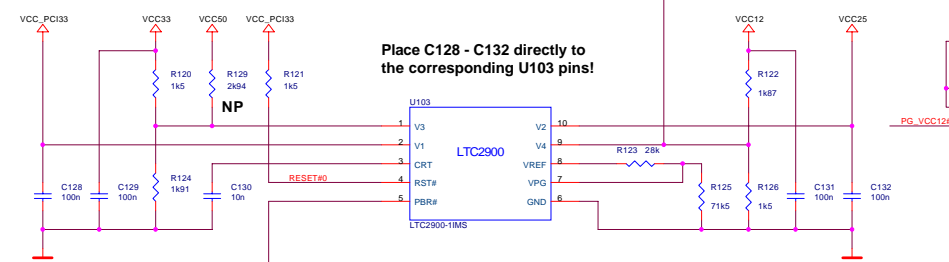 VCC_PCI33 VCC33 VCC50 VCC_PCI33 VCC12 VCC25
Place C128 - C132 directly to
the corresponding U103 pins!
R120
1k5
R129
2k94
R121
1k5
R122
1k87
NP
U103
1 V3
2 V1
3 CRT
4 RST#
5 PBR#
LTC2900
V2 10
V4 9
VREF 8
VPG 7
GND 6
LTC2900-1IMS
PG_VCC12#
R123 28k
RESET#0
C128
100n
C129
100n
R124
1k91
C130
10n
R125
71k5
R126
1k5
C131
100n
C132
100n